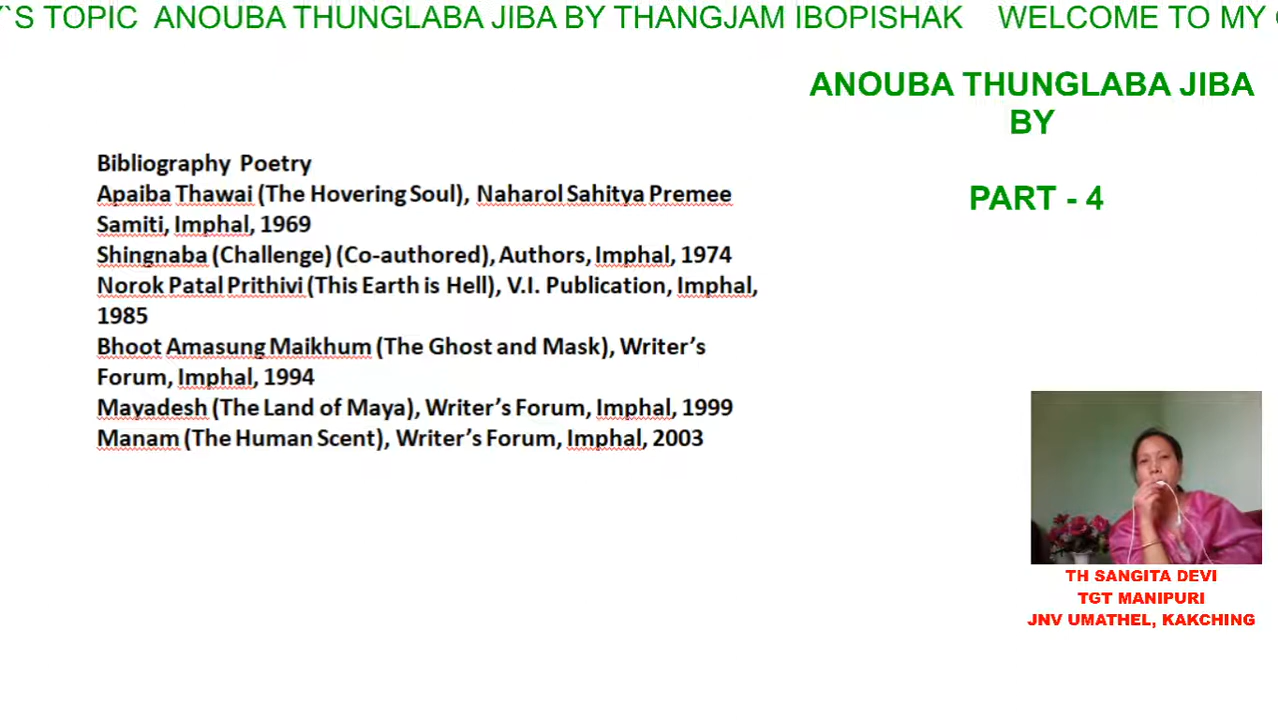 `S TOPIC  ANOUBA THUNGLABA JIBA BY THANGJAM IBOPISHAK    WELCOME TO MY
ANOUBA THUNGLABA JIBA
BY
PART - 4
Bibliography Poetry
Apaiba Thawai (The Hovering Soul), Naharol Sahitya Premee
Samiti, Imphal, 1969
Shingnaba (Challenge) (Co-authored), Authors, Imphal, 1974
Norok Patal Prithivi (This Earth is Hell), V.I. Publication, Imphal,
1985
Bhoot Amasung Maikhum (The Ghost and Mask), Writer’s
Forum, Imphal, 1994
Mayadesh (The Land of Maya), Writer’s Forum, Imphal, 1999
Manam (The Human Scent), Writer’s Forum, Imphal, 2003
TH SANGITA DEVI
TGT MANIPURI
JNV UMATHEL, KAKCHING